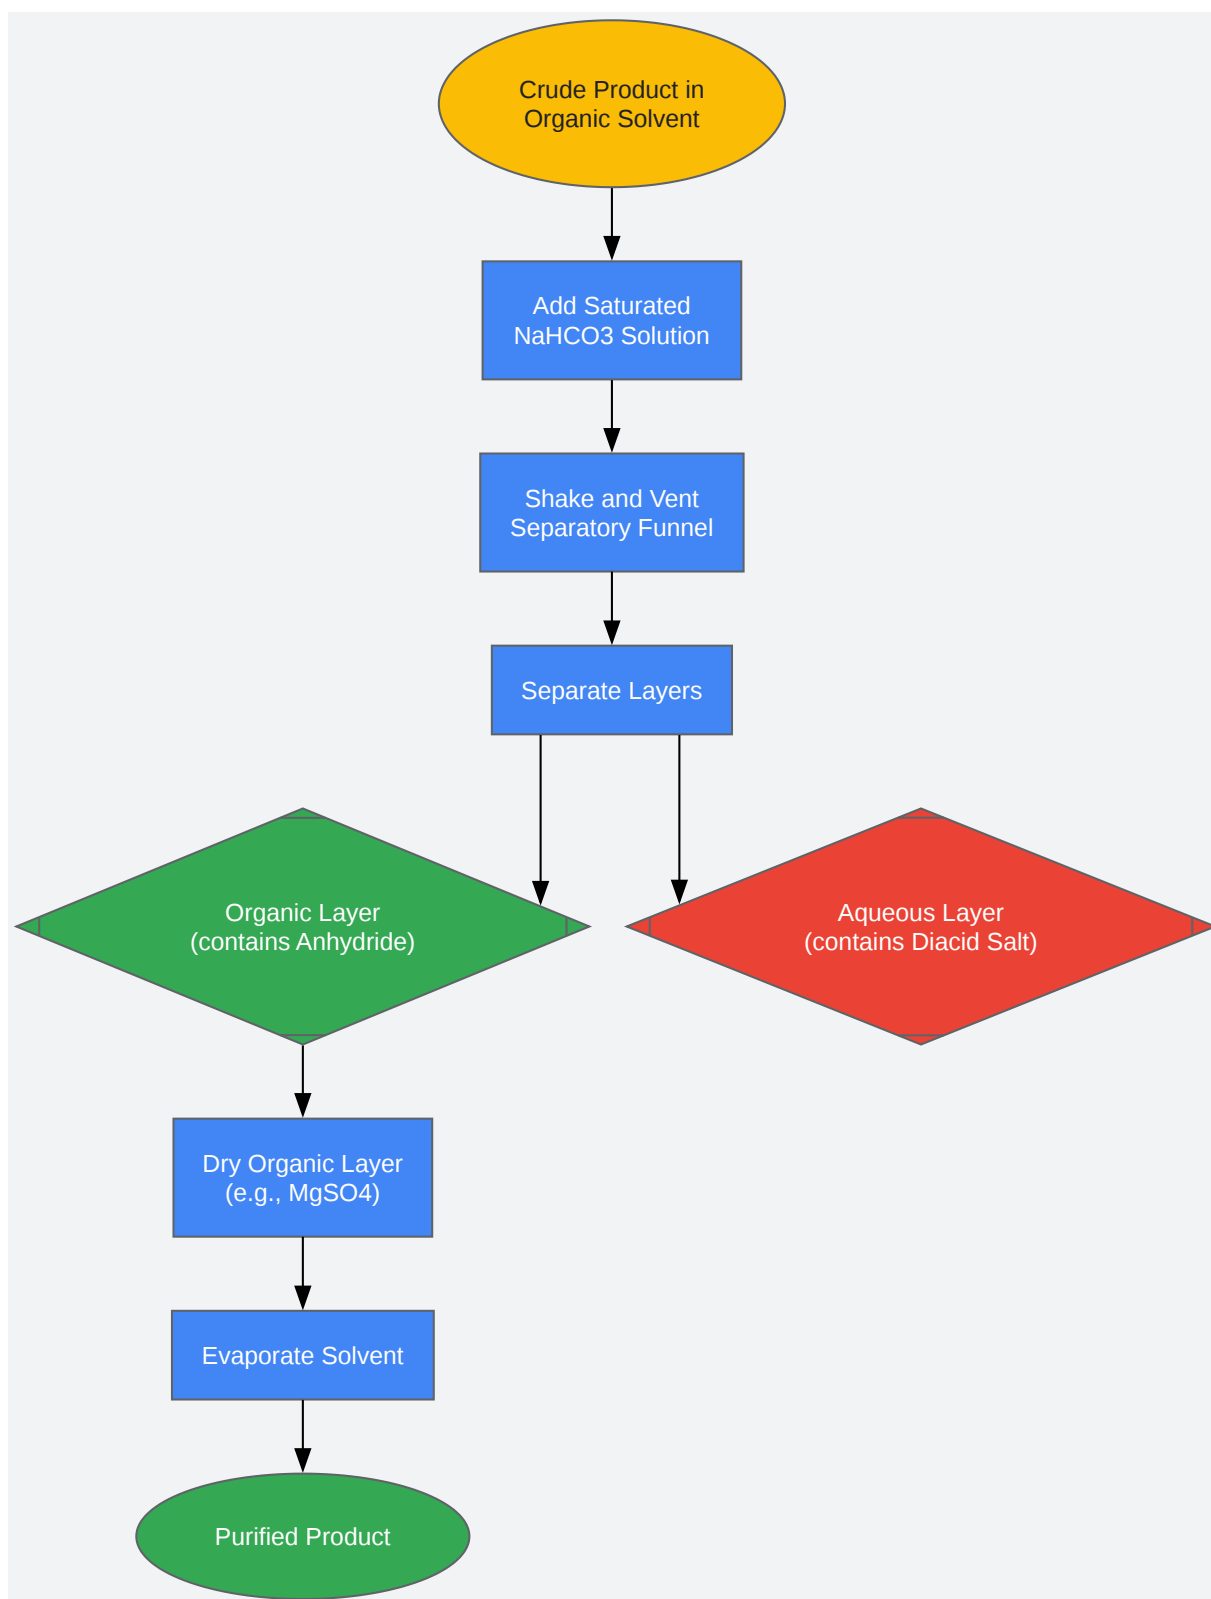 Crude Product in
Organic Solvent
Add Saturated
NaHCO3 Solution
Shake and Vent
Separatory Funnel
Separate Layers
Organic Layer
(contains Anhydride)
Aqueous Layer
(contains Diacid Salt)
Dry Organic Layer
(e.g., MgSO4)
Evaporate Solvent
Purified Product